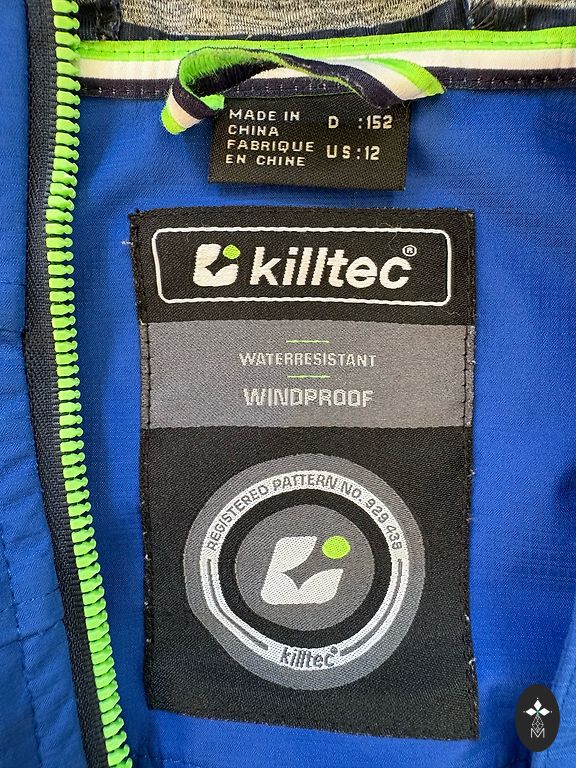 MADE IN
CHINA
FABRIQUE
EN CHINE
D :152
US:12
killtec®
WATERRESISTANT
WINDPROOF
REGISTERED PATTERN NO. 929 439
killtec®
M